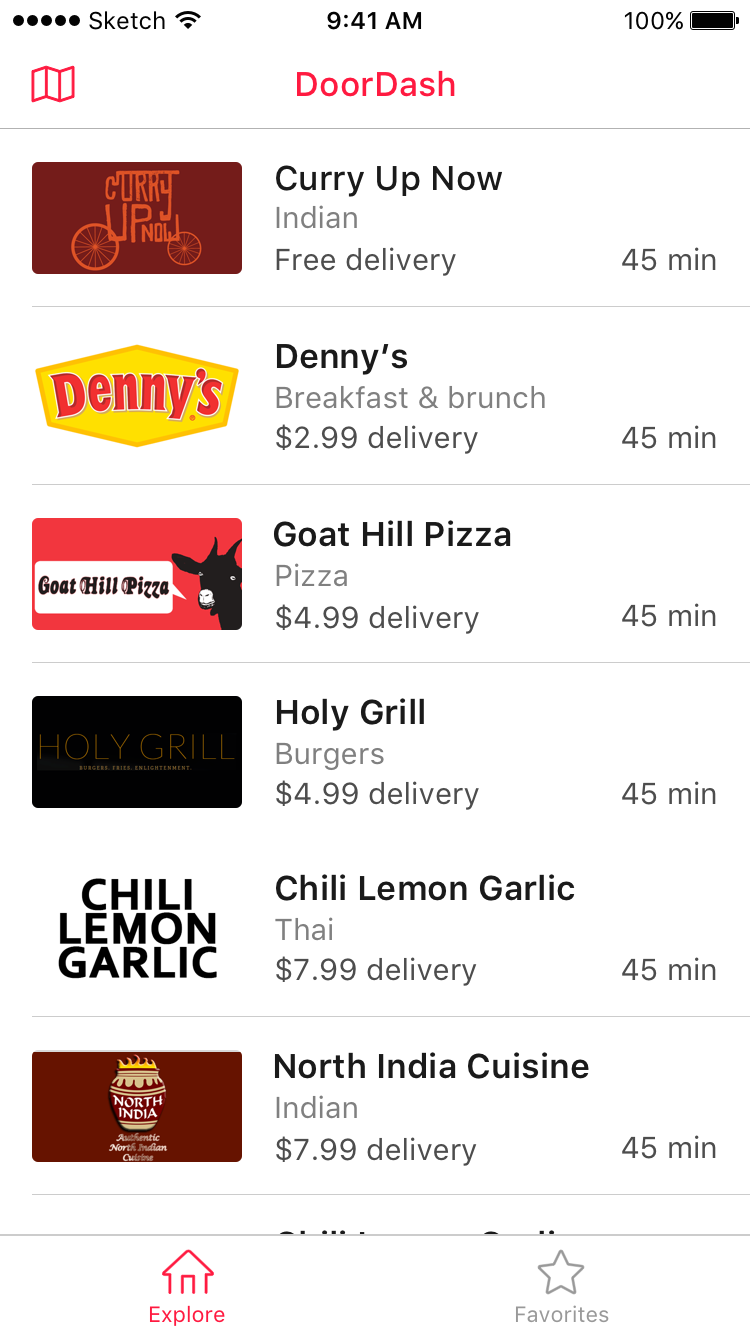 Sketch 9:41 AM 100%
DoorDash
CURRY
UP NOW
Curry Up Now
Indian
Free delivery 45 min
Denny's
Denny’s
Breakfast & brunch
$2.99 delivery 45 min
Goat Hill Pizza
Goat Hill Pizza
Pizza
$4.99 delivery 45 min
HOLY GRILL
BURGERS. FRIES. ENLIGHTENMENT.
Holy Grill
Burgers
$4.99 delivery 45 min
CHILI
LEMON
GARLIC
Chili Lemon Garlic
Thai
$7.99 delivery 45 min
NORTH
INDIA
Authentic
North Indian
Cuisine
North India Cuisine
Indian
$7.99 delivery 45 min
Explore Favorites